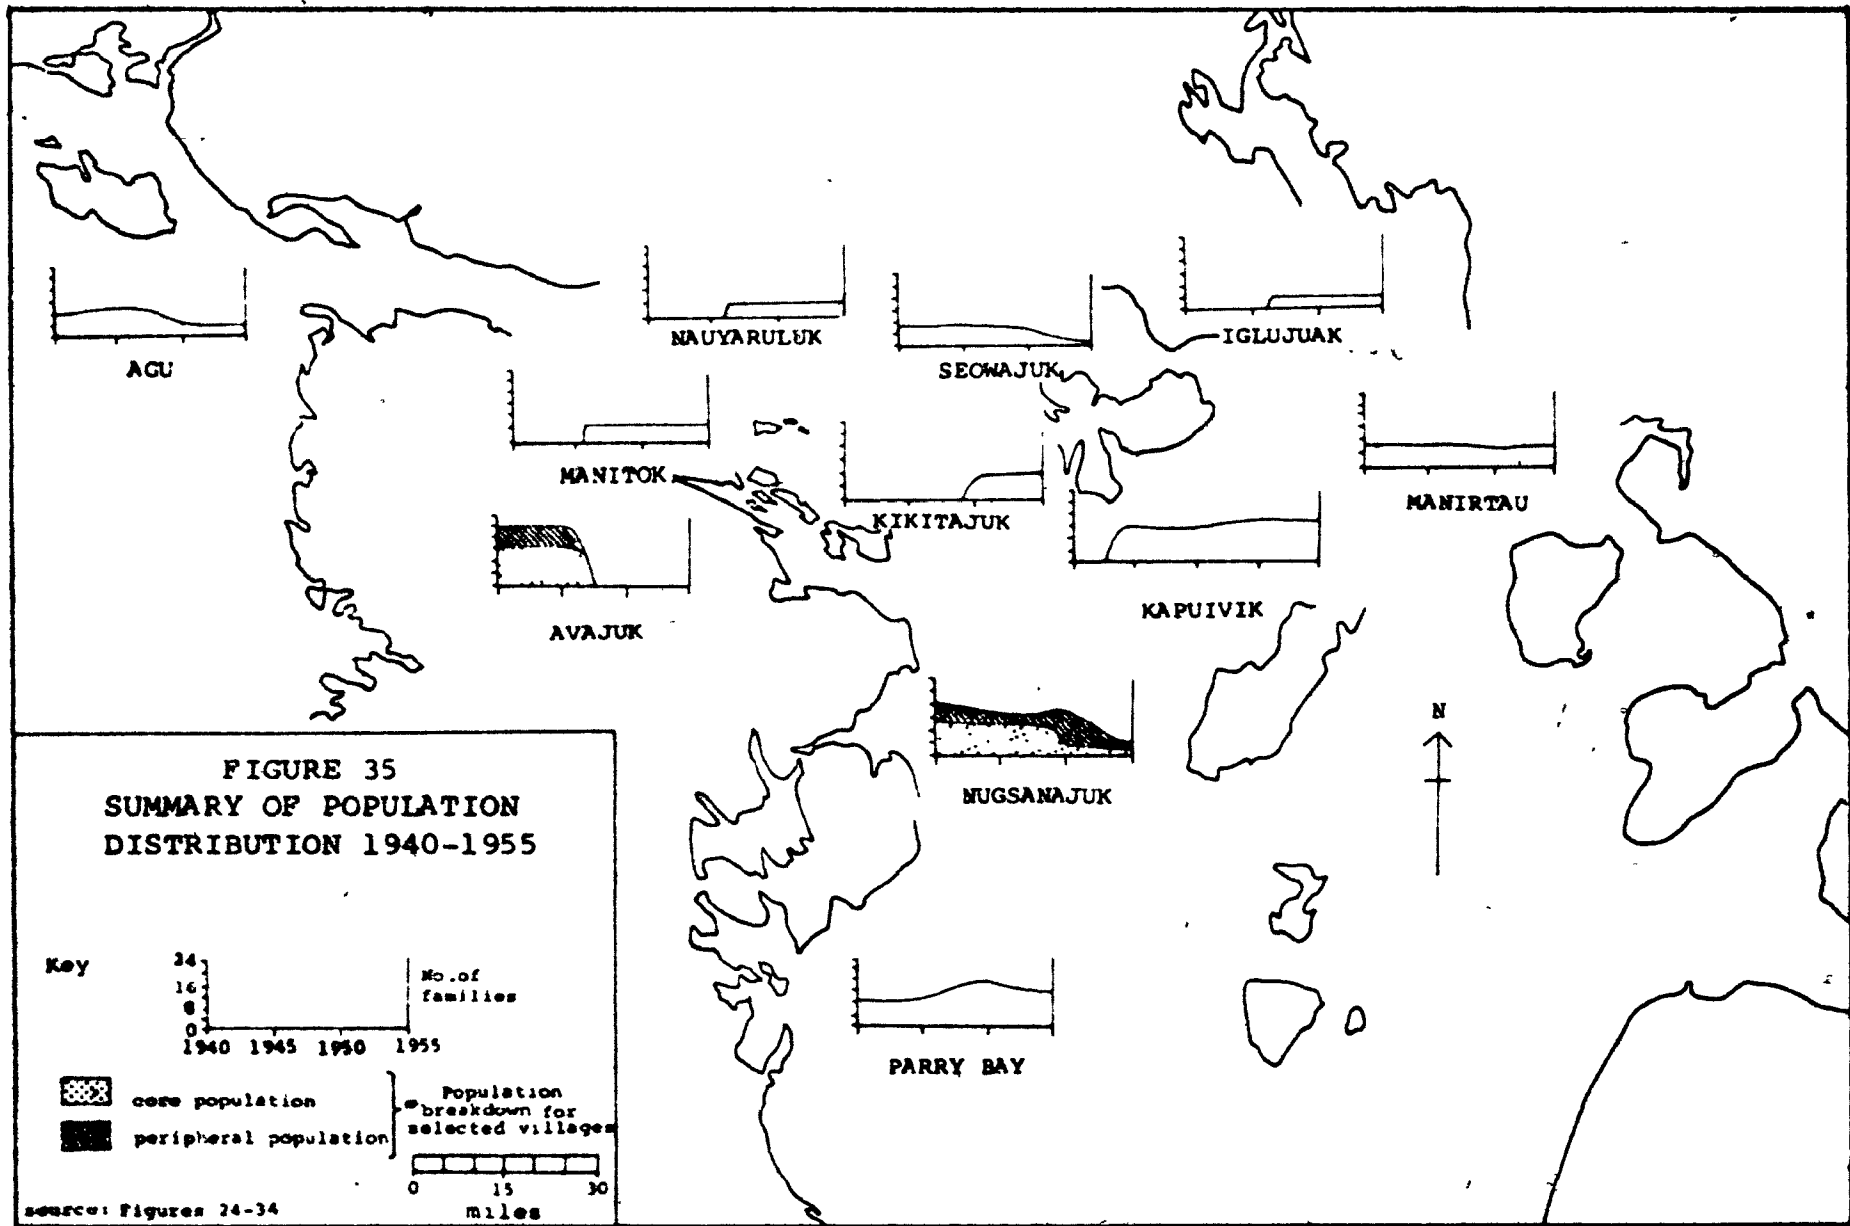 AGU
NAUYARULUK
SEOWAJUK
IGLUJUAK
MANITOK
KIKITAJUK
MANIRTAU
AVAJUK
KAPUIVIK
NUGSANAJUK
N
PARRY BAY
FIGURE 35
SUMMARY OF POPULATION
DISTRIBUTION 1940-1955
Key
24
16
8
0
No. of
families
1940 1945 1950 1955
core population
peripheral population
Population
breakdown for
selected villages
0 15 30
miles
source: Figures 24-34